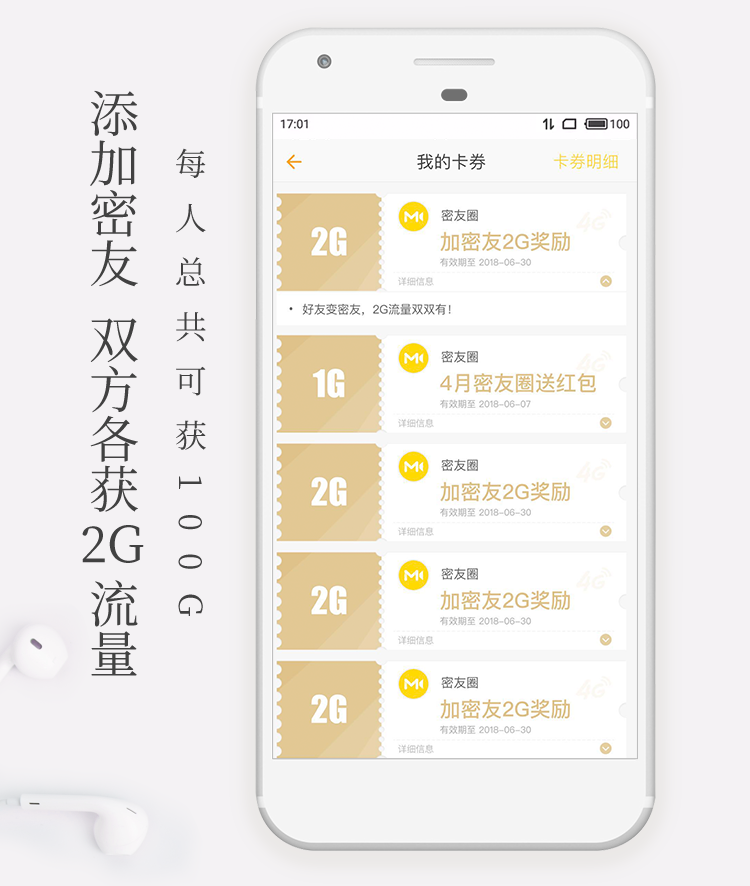 添加密友 双方各获2G 流量
每人总共可获100G
17:01
100
我的卡券
卡券明细
2G
密友圈
加密友2G奖励
有效期至 2018-06-30
4G
详细信息
• 好友变密友，2G流量双双有！
1G
密友圈
4月密友圈送红包
有效期至 2018-06-07
4G
详细信息
2G
密友圈
加密友2G奖励
有效期至 2018-06-30
4G
详细信息
2G
密友圈
加密友2G奖励
有效期至 2018-06-30
4G
详细信息
2G
密友圈
加密友2G奖励
有效期至 2018-06-30
4G
详细信息